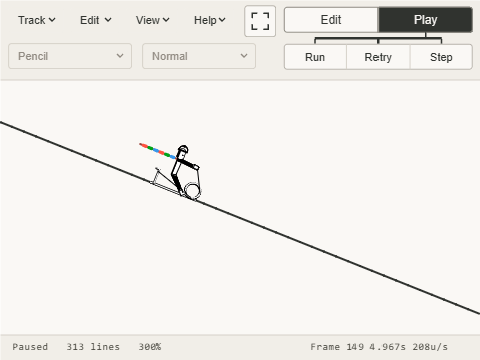 Track Edit View Help Edit Play
Pencil Normal Run Retry Step
Paused 313 lines 300% Frame 149 4.967s 208u/s